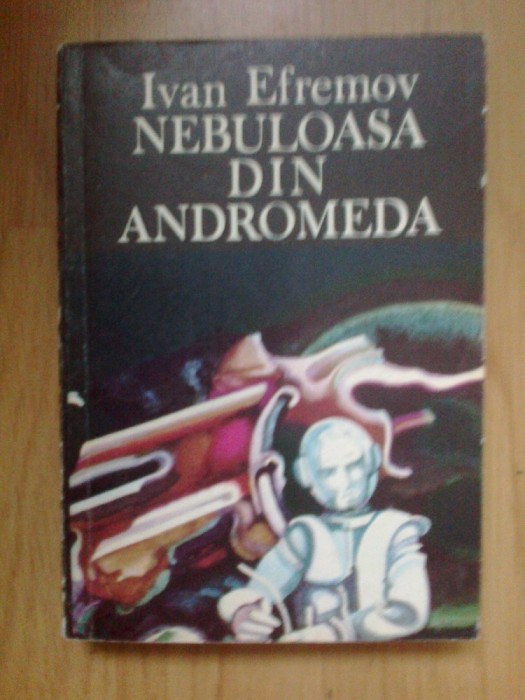 Ivan Efremov
NEBULOASA
DIN
ANDROMEDA